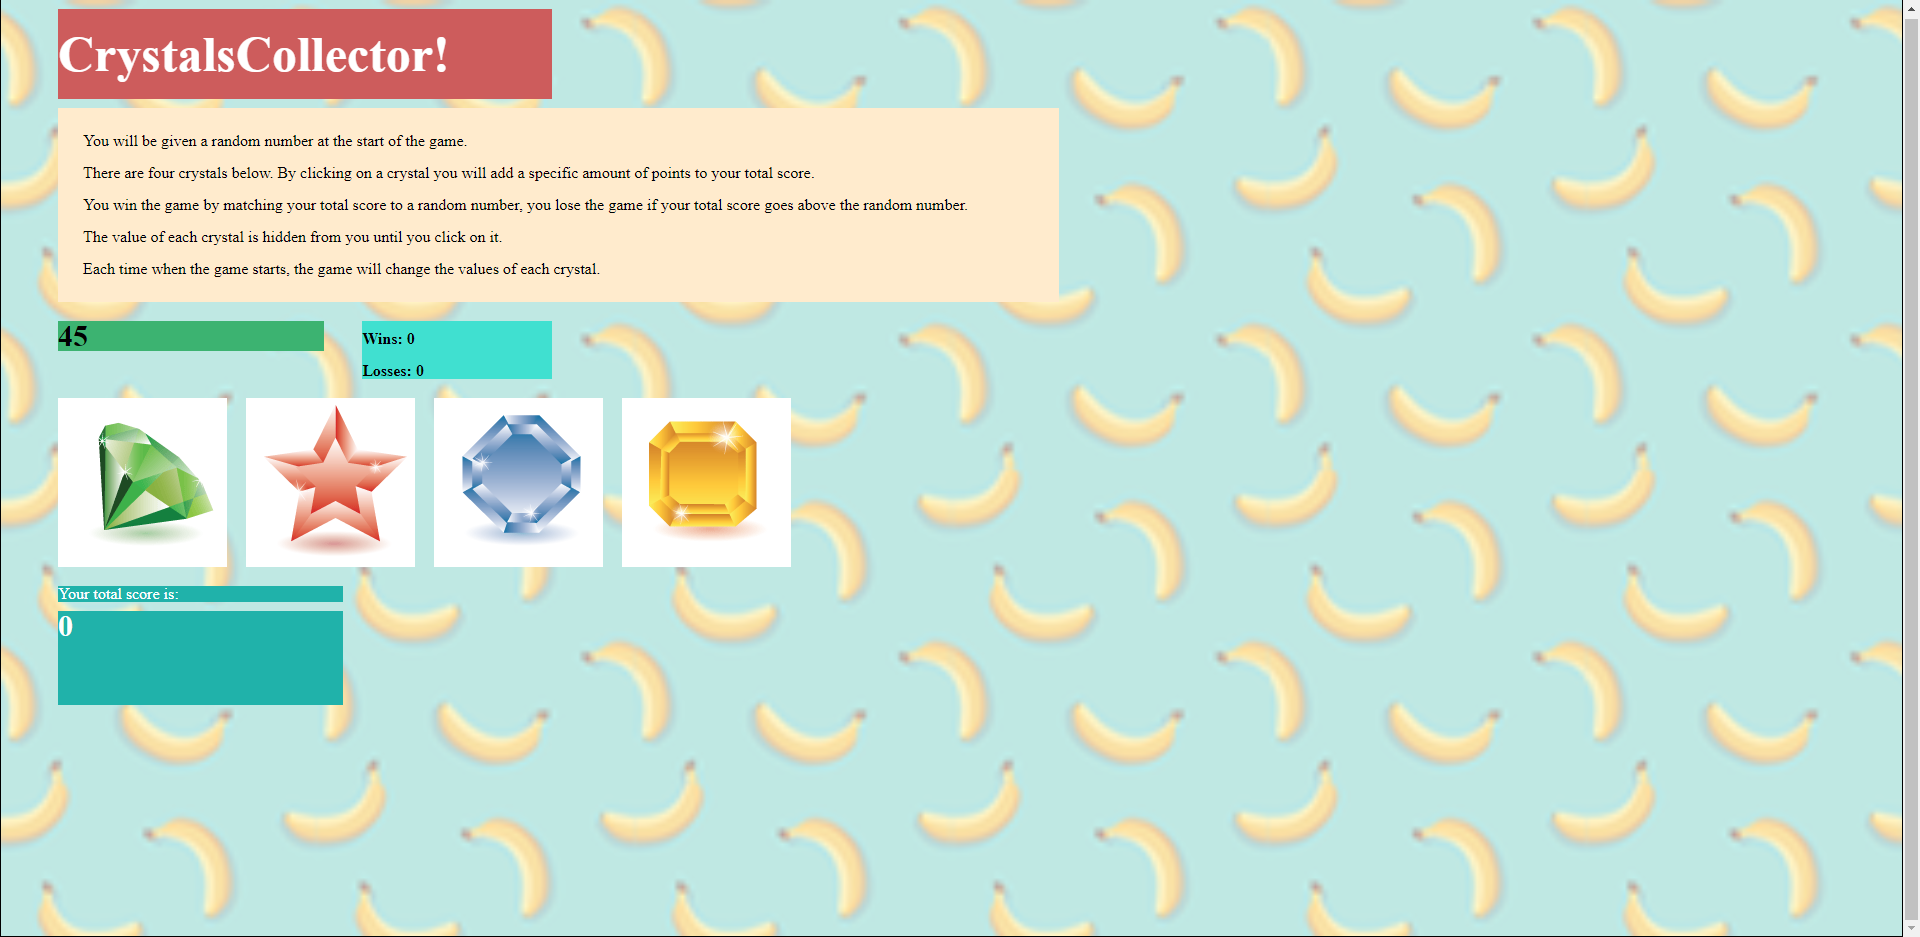 CrystalsCollector!
You will be given a random number at the start of the game.
There are four crystals below. By clicking on a crystal you will add a specific amount of points to your total score.
You win the game by matching your total score to a random number, you lose the game if your total score goes above the random number.
The value of each crystal is hidden from you until you click on it.
Each time when the game starts, the game will change the values of each crystal.
45
Wins: 0
Losses: 0
Your total score is:
0